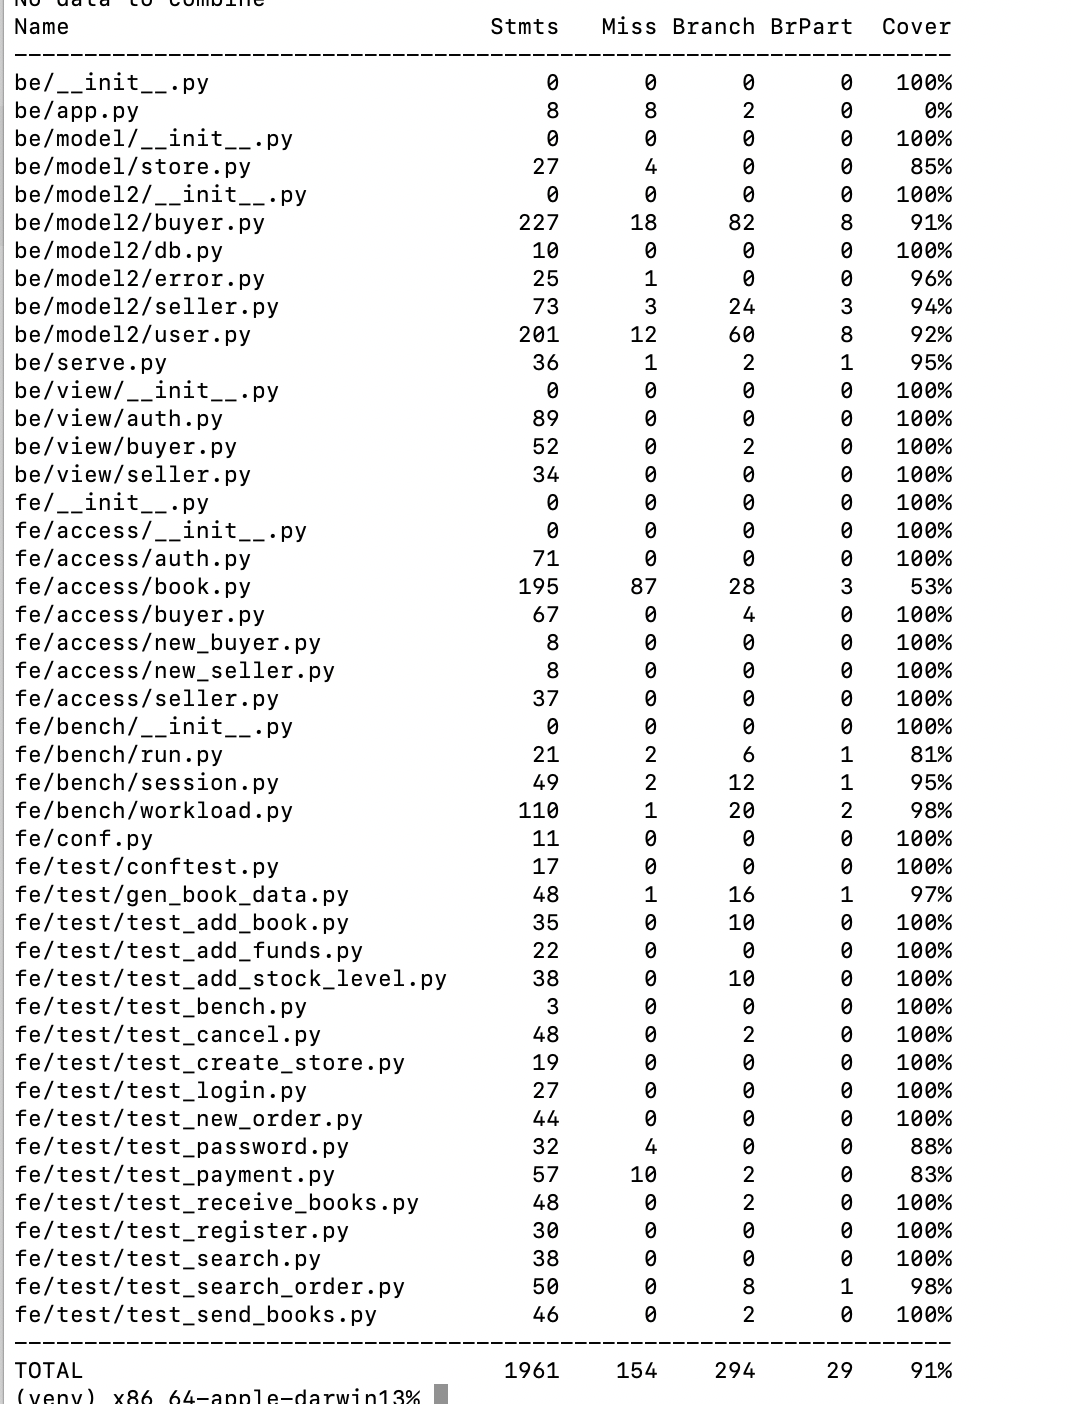 No data to combine
Name Stmts Miss Branch BrPart Cover
--------------------------------------------------------------------
be/__init__.py 0 0 0 0 100%
be/app.py 8 8 2 0 0%
be/model/__init__.py 0 0 0 0 100%
be/model/store.py 27 4 0 0 85%
be/model2/__init__.py 0 0 0 0 100%
be/model2/buyer.py 227 18 82 8 91%
be/model2/db.py 10 0 0 0 100%
be/model2/error.py 25 1 0 0 96%
be/model2/seller.py 73 3 24 3 94%
be/model2/user.py 201 12 60 8 92%
be/serve.py 36 1 2 1 95%
be/view/__init__.py 0 0 0 0 100%
be/view/auth.py 89 0 0 0 100%
be/view/buyer.py 52 0 2 0 100%
be/view/seller.py 34 0 0 0 100%
fe/__init__.py 0 0 0 0 100%
fe/access/__init__.py 0 0 0 0 100%
fe/access/auth.py 71 0 0 0 100%
fe/access/book.py 195 87 28 3 53%
fe/access/buyer.py 67 0 4 0 100%
fe/access/new_buyer.py 8 0 0 0 100%
fe/access/new_seller.py 8 0 0 0 100%
fe/access/seller.py 37 0 0 0 100%
fe/bench/__init__.py 0 0 0 0 100%
fe/bench/run.py 21 2 6 1 81%
fe/bench/session.py 49 2 12 1 95%
fe/bench/workload.py 110 1 20 2 98%
fe/conf.py 11 0 0 0 100%
fe/test/conftest.py 17 0 0 0 100%
fe/test/gen_book_data.py 48 1 16 1 97%
fe/test/test_add_book.py 35 0 10 0 100%
fe/test/test_add_funds.py 22 0 0 0 100%
fe/test/test_add_stock_level.py 38 0 10 0 100%
fe/test/test_bench.py 3 0 0 0 100%
fe/test/test_cancel.py 48 0 2 0 100%
fe/test/test_create_store.py 19 0 0 0 100%
fe/test/test_login.py 27 0 0 0 100%
fe/test/test_new_order.py 44 0 0 0 100%
fe/test/test_password.py 32 4 0 0 88%
fe/test/test_payment.py 57 10 2 0 83%
fe/test/test_receive_books.py 48 0 2 0 100%
fe/test/test_register.py 30 0 0 0 100%
fe/test/test_search.py 38 0 0 0 100%
fe/test/test_search_order.py 50 0 8 1 98%
fe/test/test_send_books.py 46 0 2 0 100%
--------------------------------------------------------------------
TOTAL 1961 154 294 29 91%
(venv) x86_64-apple-darwin13%